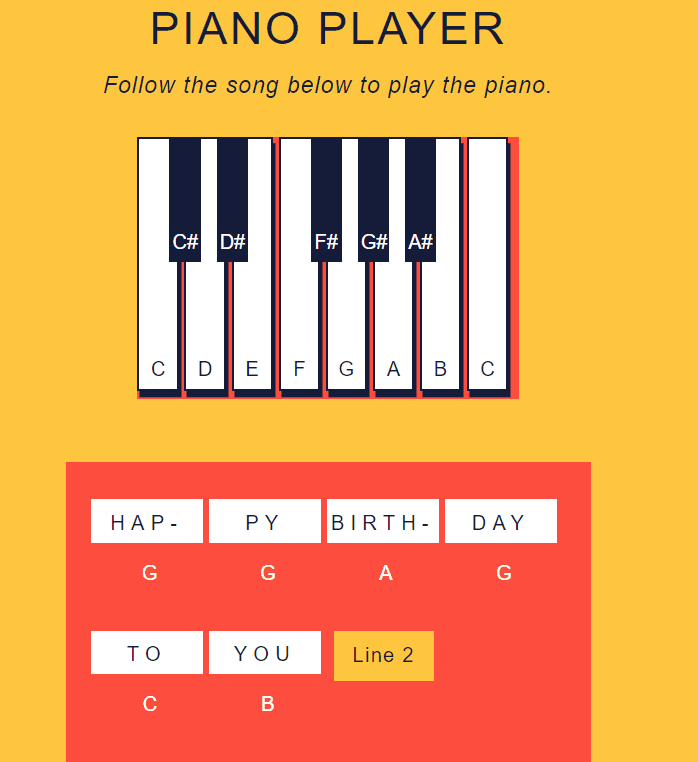 PIANO PLAYER
Follow the song below to play the piano.
C# D# F# G# A#
C D E F G A B C
HAP- PY BIRTH- DAY
G G A G
TO YOU Line 2
C B